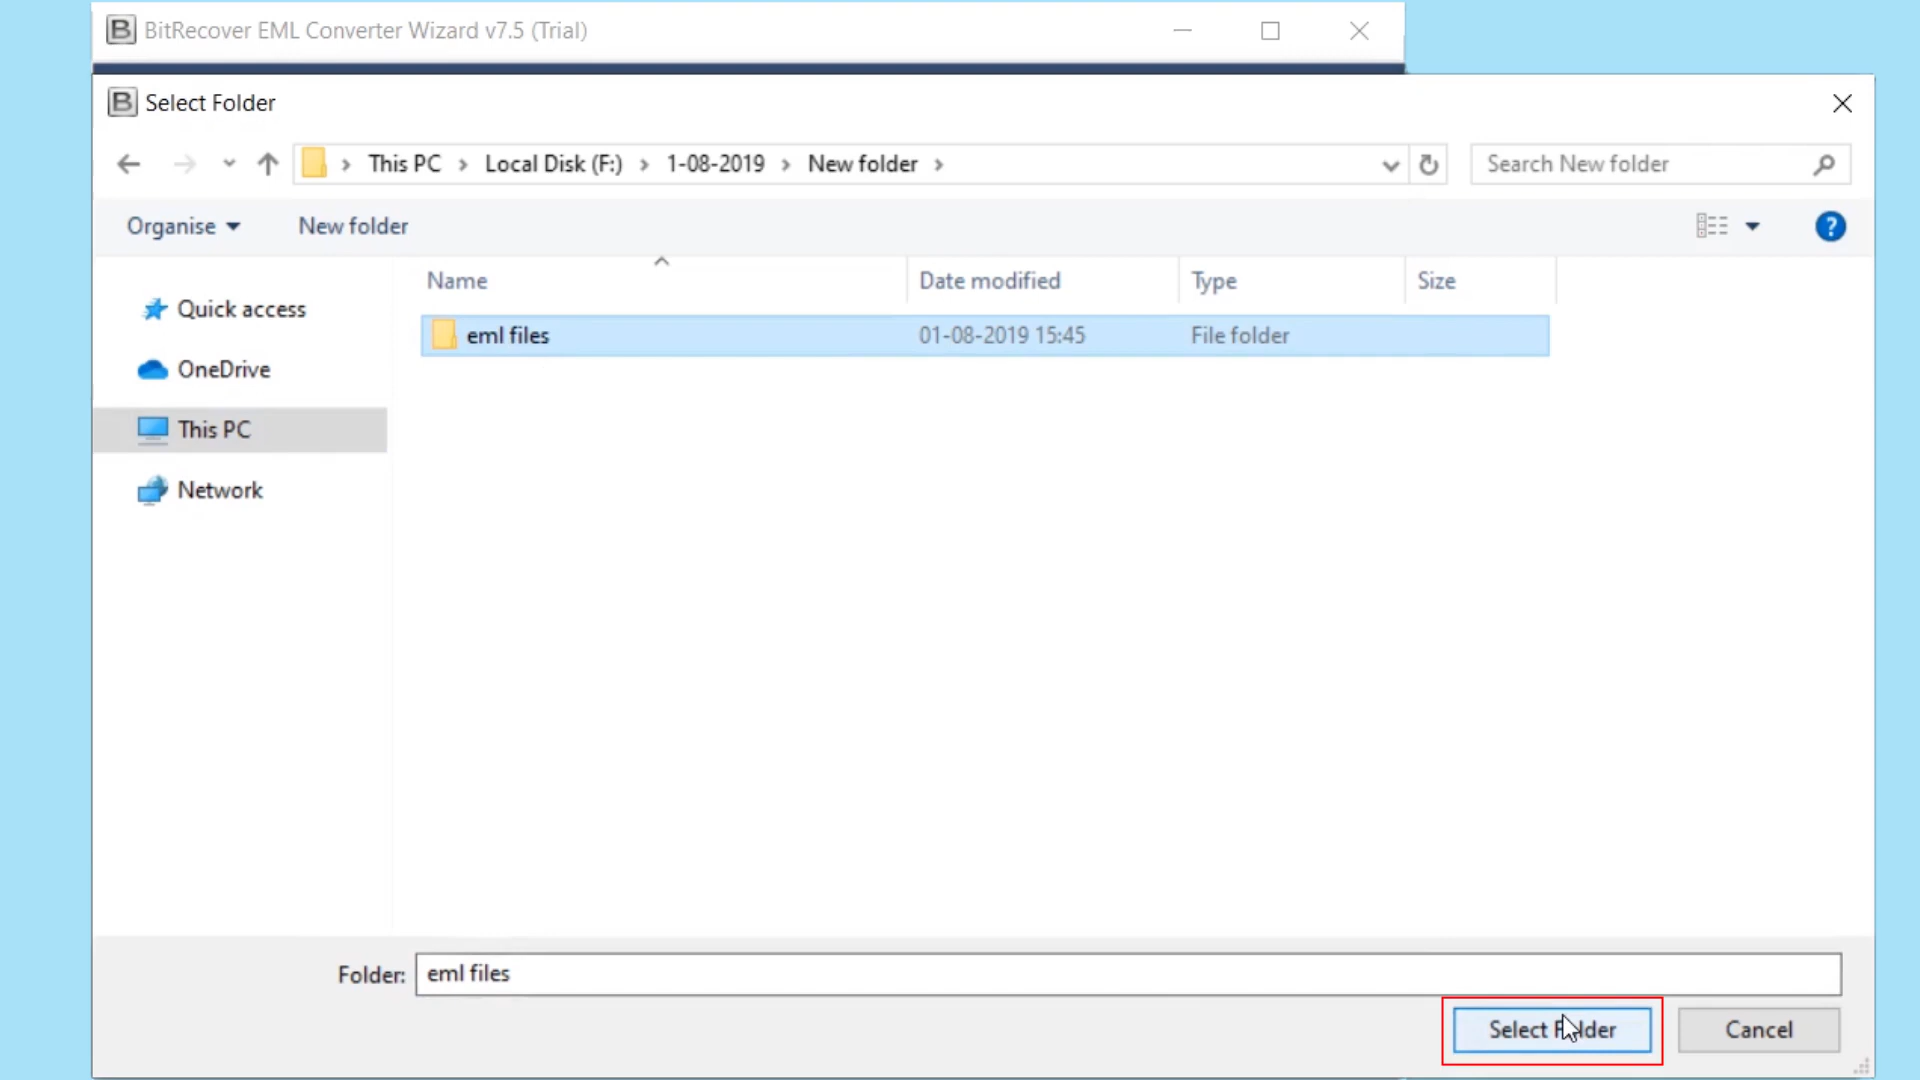 BitRecover EML Converter Wizard v7.5 (Trial)
Select Folder
This PC > Local Disk (F:) > 1-08-2019 > New folder >
Search New folder
Organise New folder
Name Date modified Type Size
eml files 01-08-2019 15:45 File folder
Quick access
OneDrive
This PC
Network
Folder: eml files
Select Folder Cancel